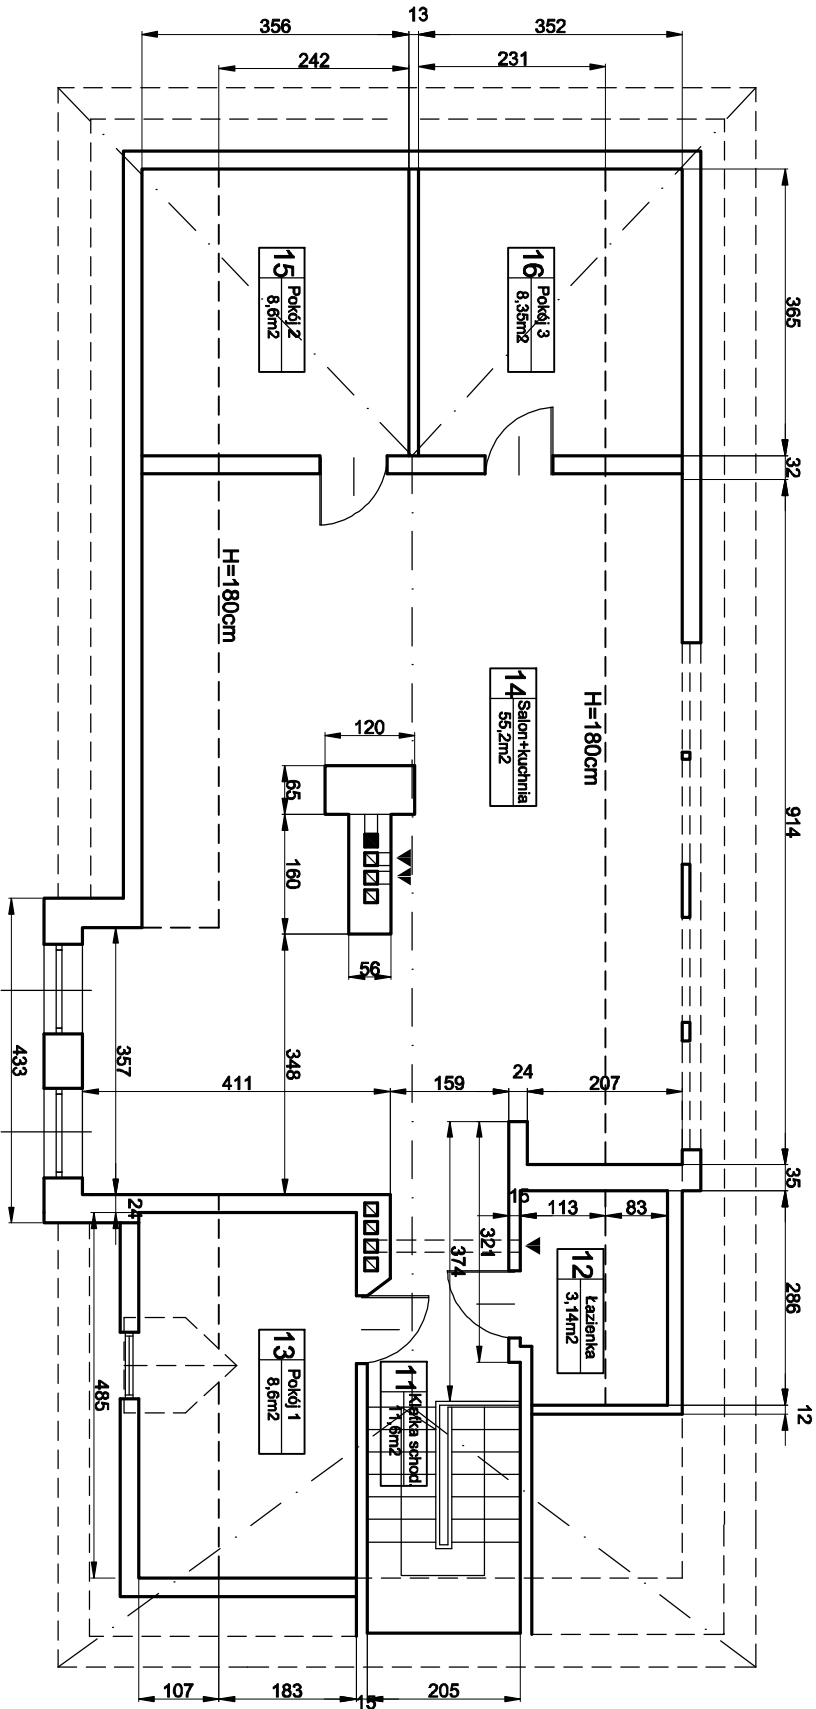 13
356
352
242
231
15
Pokój 2
8,6m2
16
Pokój 3
8,35m2
365
32
H=180cm
14
Salon+kuchnia
55,2m2
H=180cm
120
65
160
914
56
433
357
348
411
159
24
207
35
24
15
113
83
321
374
12
Łazienka
3,14m2
286
13
Pokój 1
8,6m2
485
11
Klatka schod.
11,6m2
12
107
183
15
205